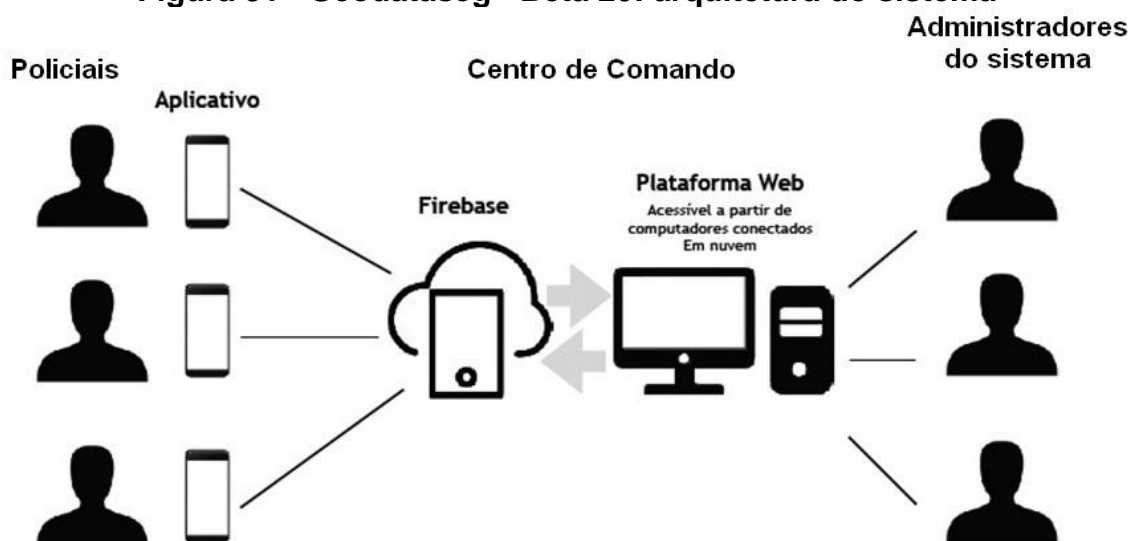 Administradores
do sistema
Policiais
Centro de Comando
Aplicativo
Plataforma Web
Firebase
Acessível a partir de
computadores conectados
Em nuvem